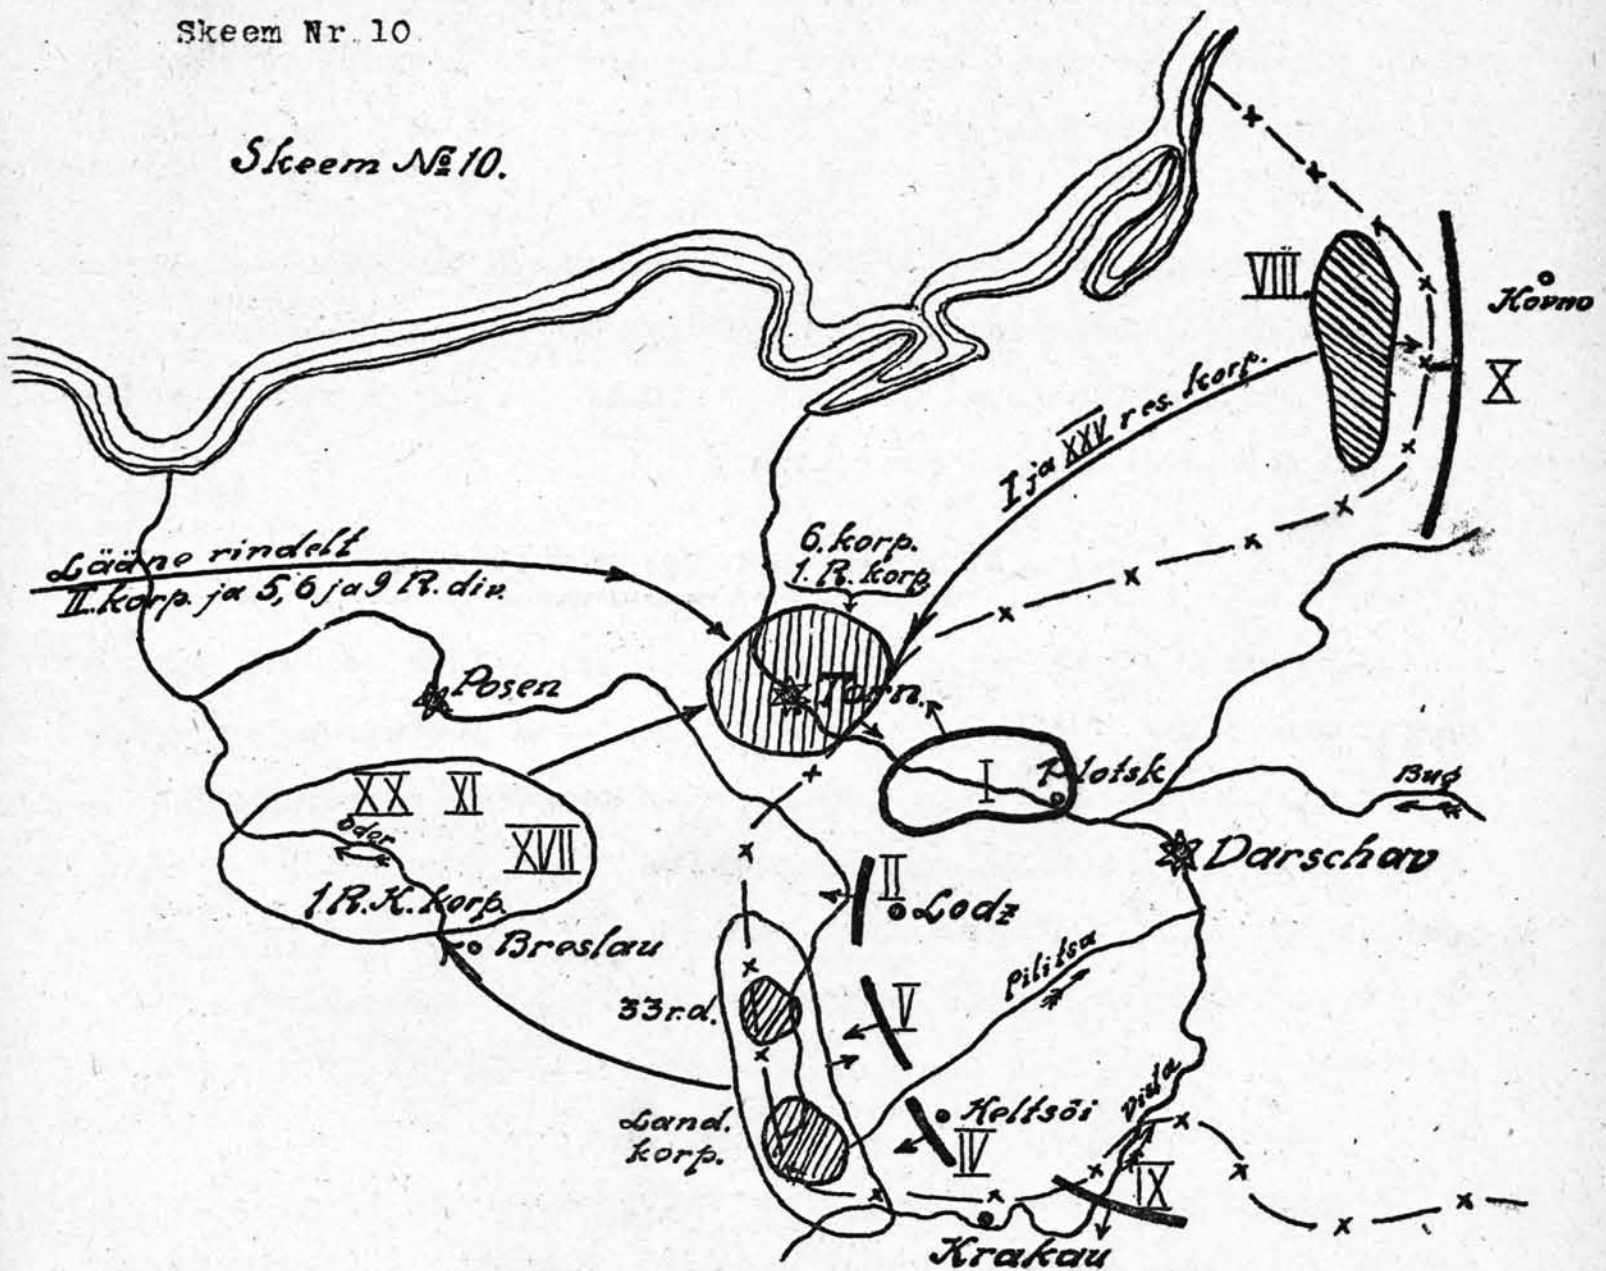 Skeem Nr. 10
Skeem № 10.
VIII
Kovno
X
I ja XXV res. korp.
Lääne rindelt
II. korp. ja 5, 6 ja 9 R. div.
6. korp.
1. R. korp.
Posen
Torn.
I
Plotsk
Bug
XX XI
XVII
Oder
1. R. K. korp.
Breslau
Darschav
II
Lodz
Pilitsa
33 r.d.
V
Land.
korp.
Keltsõi
IV
Visla
IX
Krakau